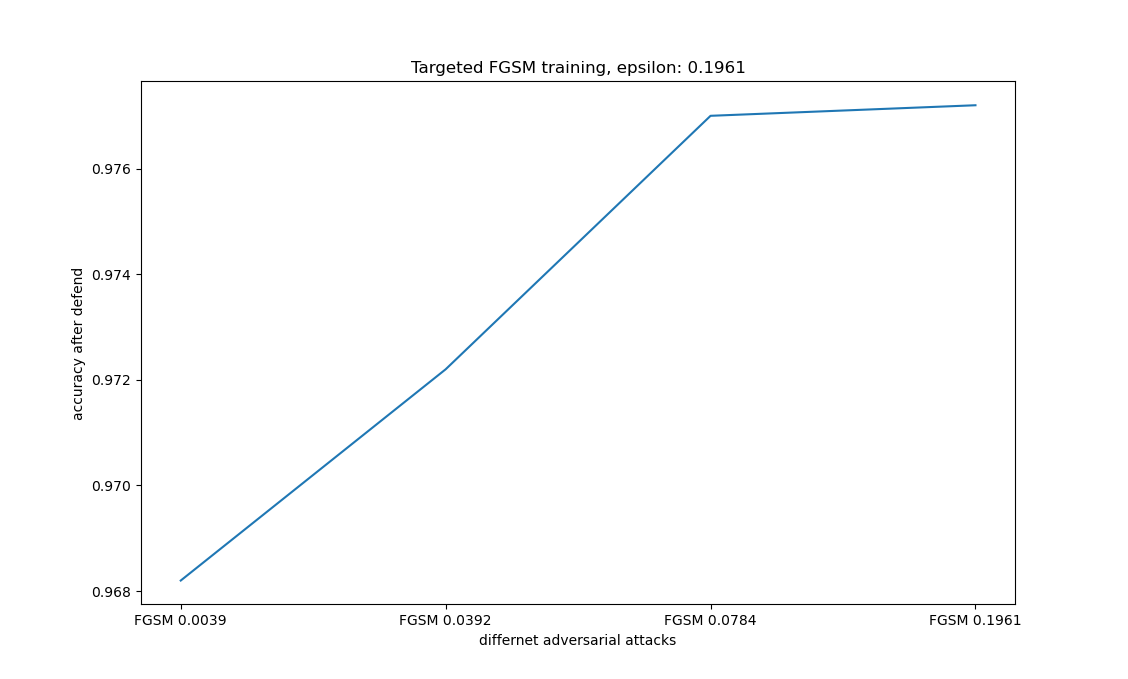 Targeted FGSM training, epsilon: 0.1961
0.976
0.974
0.972
0.970
0.968
accuracy after defend
FGSM 0.0039 FGSM 0.0392 FGSM 0.0784 FGSM 0.1961
differnet adversarial attacks